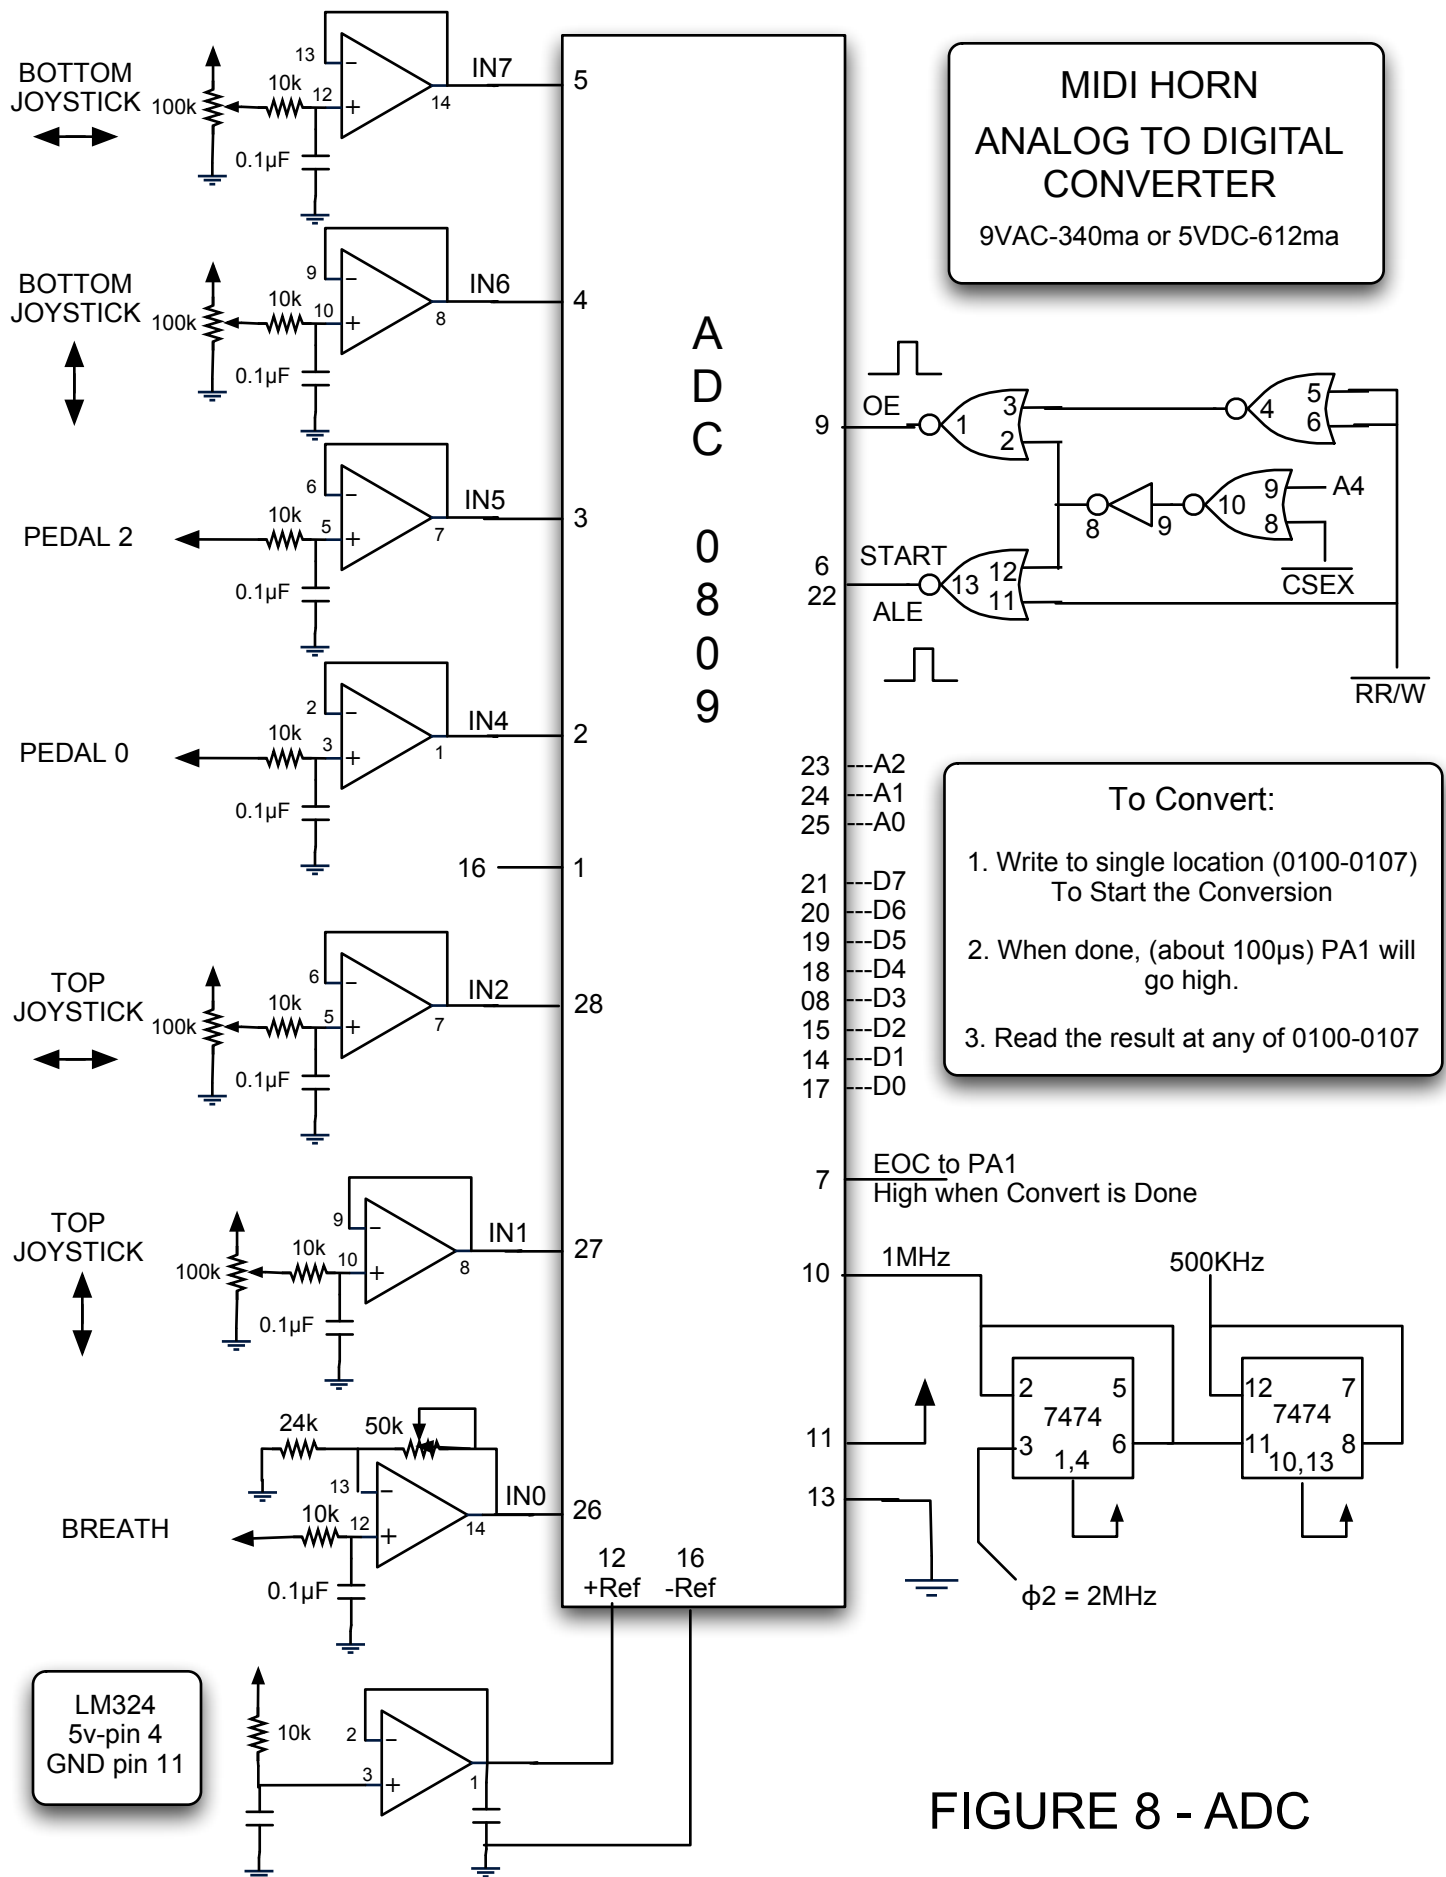 MIDI HORN
ANALOG TO DIGITAL
CONVERTER
9VAC-340ma or 5VDC-612ma
BOTTOM
JOYSTICK
100k
10k
0.1µF
13
12
14
−
+
IN7
5
BOTTOM
JOYSTICK
100k
10k
0.1µF
9
10
8
−
+
IN6
4
PEDAL 2
10k
0.1µF
6
5
7
−
+
IN5
3
PEDAL 0
10k
0.1µF
2
3
1
−
+
IN4
2
16
1
TOP
JOYSTICK
100k
10k
0.1µF
6
5
7
−
+
IN2
28
TOP
JOYSTICK
100k
10k
0.1µF
9
10
8
−
+
IN1
27
BREATH
24k
50k
10k
0.1µF
13
12
14
−
+
IN0
26
12
+Ref
16
-Ref
LM324
5v-pin 4
GND pin 11
10k
2
3
1
−
+
A
D
C
0
8
0
9
9
OE
1
3
2
4
5
6
8
9
10
9
8
A4
CSEX
6
22
START
ALE
13
12
11
RR/W
23 ---A2
24 ---A1
25 ---A0
21 ---D7
20 ---D6
19 ---D5
18 ---D4
08 ---D3
15 ---D2
14 ---D1
17 ---D0
To Convert:
1. Write to single location (0100-0107)
To Start the Conversion
2. When done, (about 100µs) PA1 will
go high.
3. Read the result at any of 0100-0107
7
EOC to PA1
High when Convert is Done
10
1MHz
500KHz
2
5
7474
3
6
1,4
12
7
7474
11
8
10,13
11
13
ϕ2 = 2MHz
FIGURE 8 - ADC